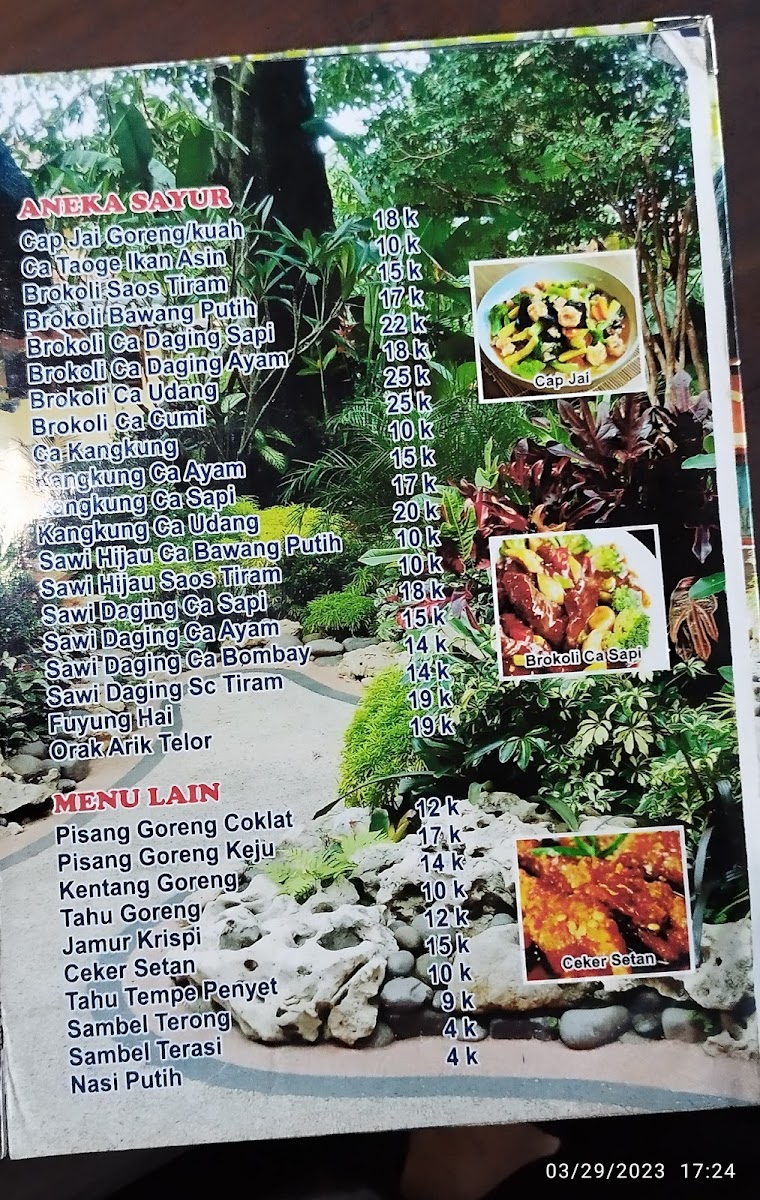 ANEKA SAYUR
Cap Jai Goreng/kuah 18 k
Ca Taoge Ikan Asin 10 k
Brokoli Saos Tiram 15 k
Brokoli Bawang Putih 17 k
Brokoli Ca Daging Sapi 22 k
Brokoli Ca Daging Ayam 18 k
Brokoli Ca Udang 25 k
Brokoli Ca Cumi 25 k
Ca Kangkung 10 k
Kangkung Ca Ayam 15 k
Kangkung Ca Sapi 17 k
Kangkung Ca Udang 20 k
Sawi Hijau Ca Bawang Putih 10 k
Sawi Hijau Saos Tiram 10 k
Sawi Daging Ca Sapi 18 k
Sawi Daging Ca Ayam 15 k
Sawi Daging Ca Bombay 14 k
Sawi Daging Sc Tiram 14 k
Fuyung Hai 19 k
Orak Arik Telor 19 k
MENU LAIN
Pisang Goreng Coklat 12 k
Pisang Goreng Keju 17 k
Kentang Goreng 14 k
Tahu Goreng 10 k
Jamur Krispi 12 k
Ceker Setan 15 k
Tahu Tempe Penyet 10 k
Sambel Terong 9 k
Sambel Terasi 4 k
Nasi Putih 4 k
Cap Jai
Brokoli Ca Sapi
Ceker Setan
03/29/2023 17:24